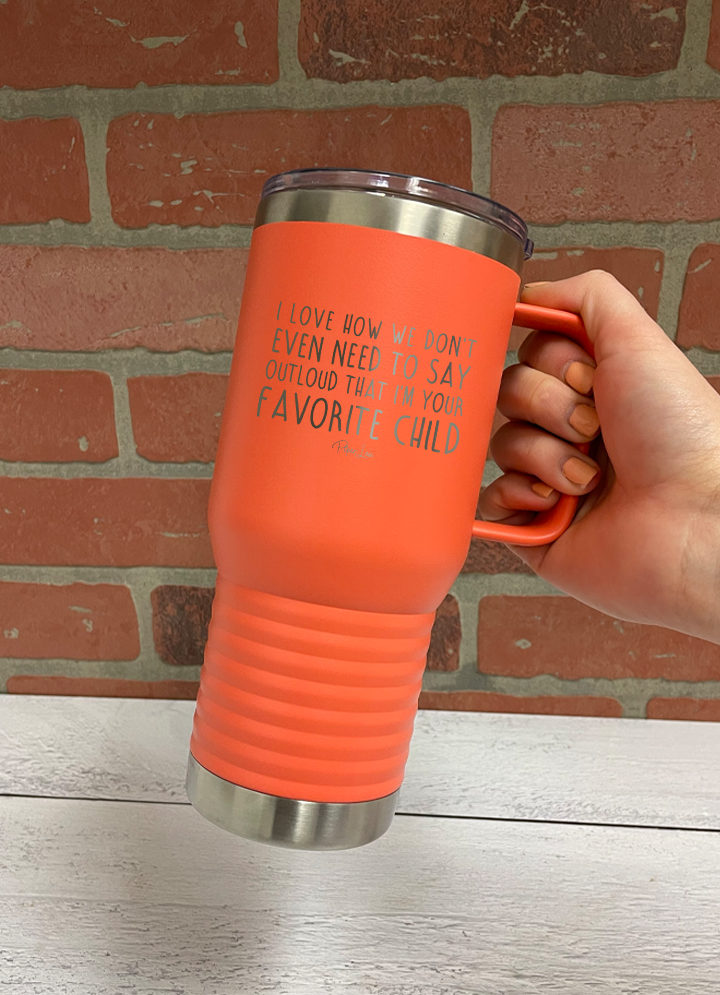 I LOVE HOW WE DON'T
EVEN NEED TO SAY
OUTLOUD THAT I'M YOUR
FAVORITE CHILD